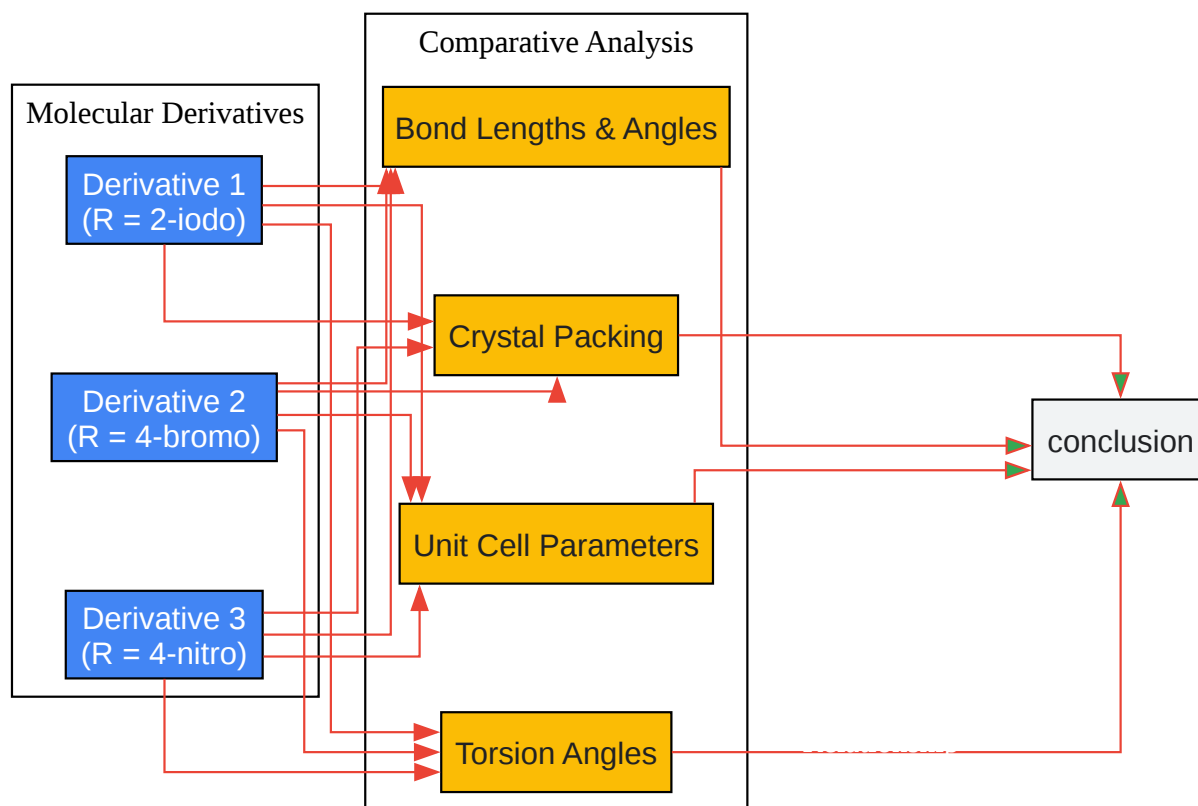 Comparative Analysis
Molecular Derivatives
Bond Lengths & Angles
Derivative 1
(R = 2-iodo)
Crystal Packing
Derivative 2
(R = 4-bromo)
conclusion
Unit Cell Parameters
Derivative 3
(R = 4-nitro)
Torsion Angles